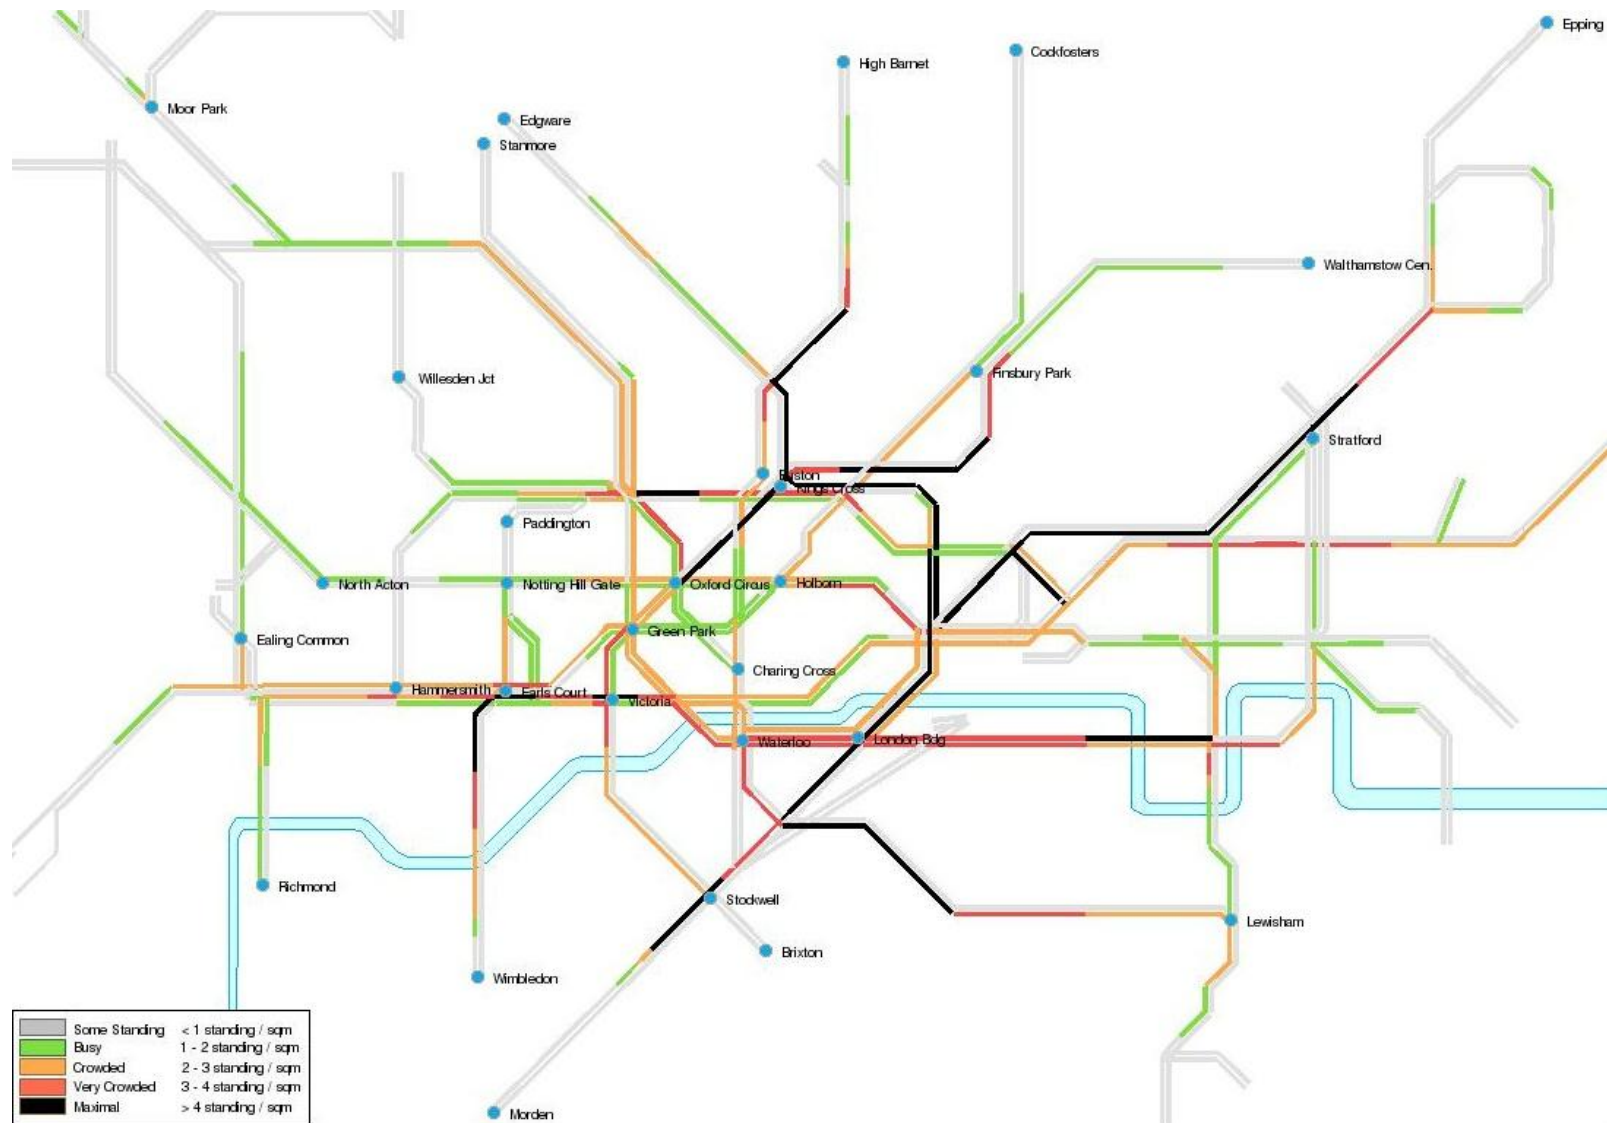 Epping
Cockfosters
High Barnet
Moor Park
Edgware
Stanmore
Walthamstow Cen.
Finsbury Park
Willesden Jct
Stratford
Euston
Kings Cross
Paddington
North Acton
Notting Hill Gate
Oxford Circus
Holborn
Green Park
Ealing Common
Charing Cross
Hammersmith
Earls Court
Victoria
Waterloo
London Bdg
Richmond
Stockwell
Lewisham
Brixton
Wimbledon
Morden
Some Standing < 1 standing / sqm
Busy 1 - 2 standing / sqm
Crowded 2 - 3 standing / sqm
Very Crowded 3 - 4 standing / sqm
Maximal > 4 standing / sqm